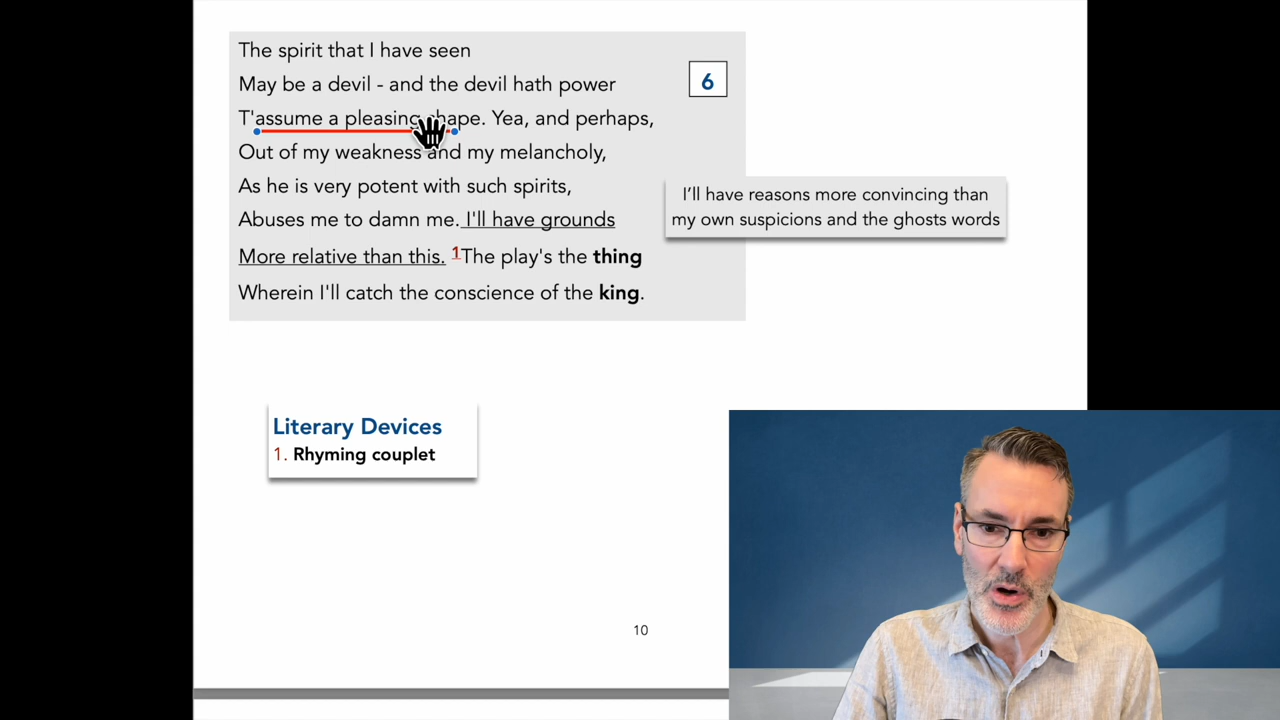 The spirit that I have seen
May be a devil - and the devil hath power
6
T'assume a pleasing shape. Yea, and perhaps,
Out of my weakness and my melancholy,
As he is very potent with such spirits,
Abuses me to damn me. I'll have grounds
More relative than this. 1The play's the thing
Wherein I'll catch the conscience of the king.
I'll have reasons more convincing than
my own suspicions and the ghosts words
Literary Devices
1. Rhyming couplet
10